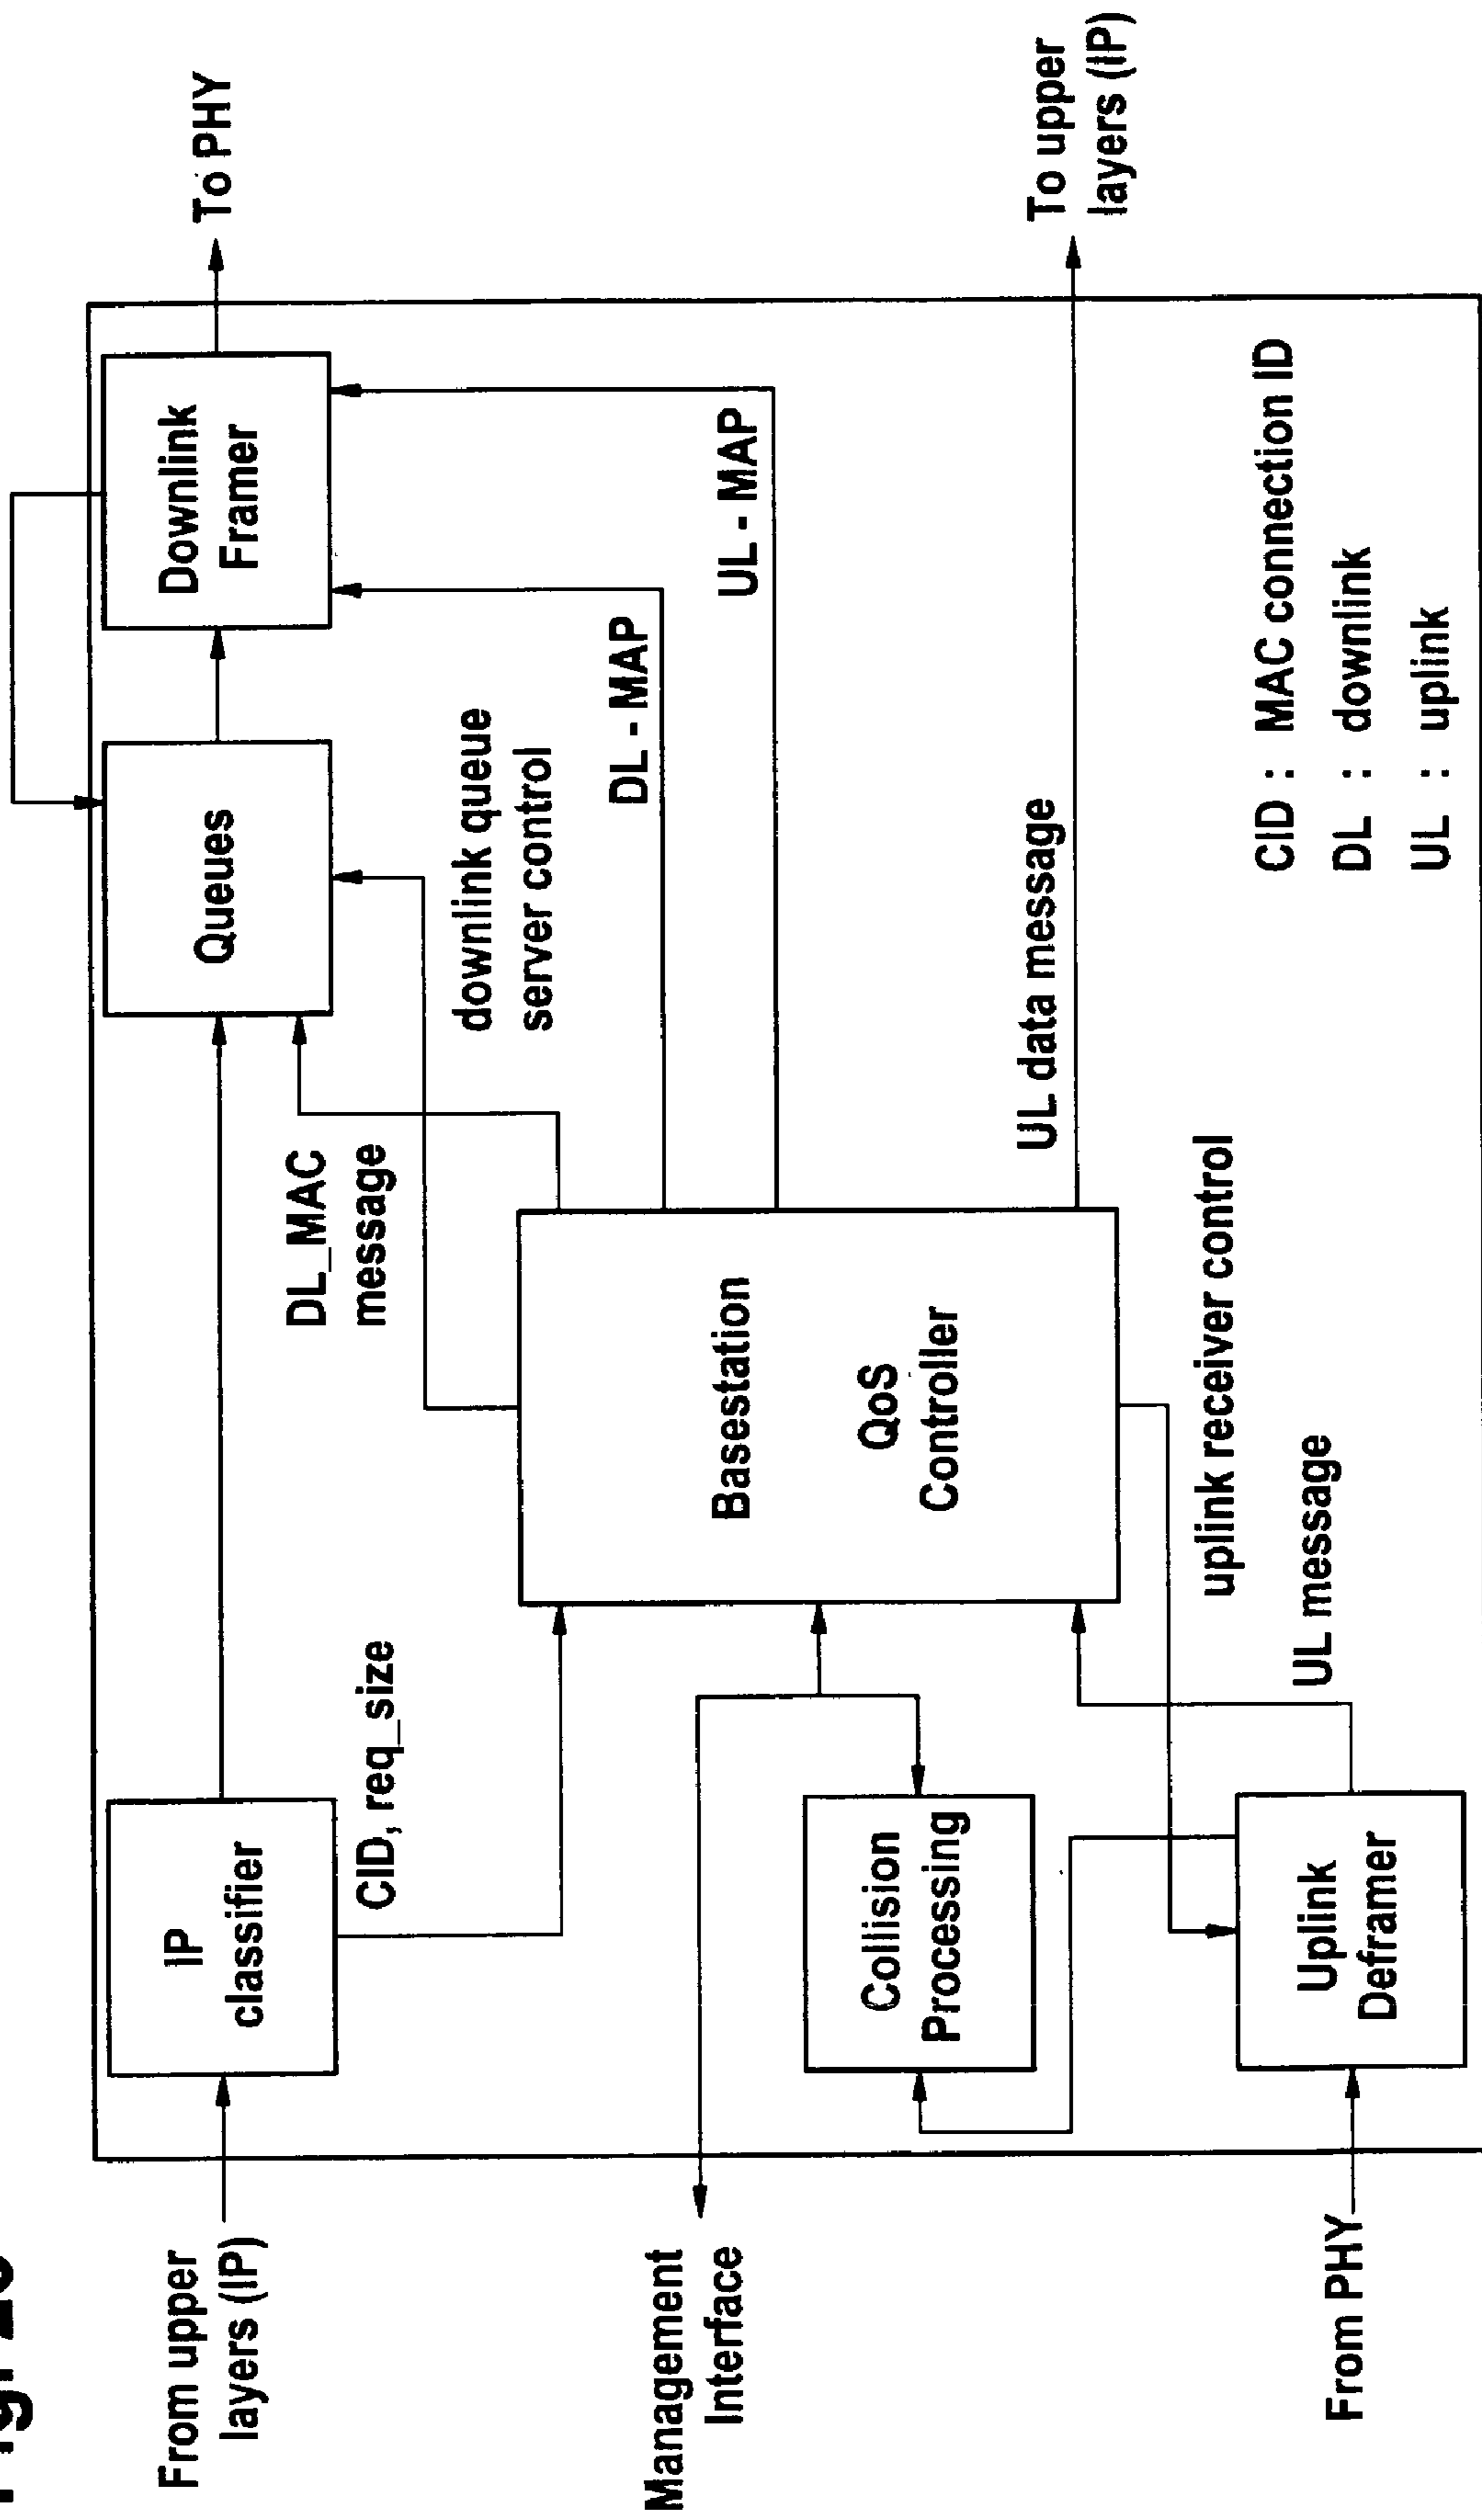 From upper
layers (IP)
IP
classifier
Queues
Downlink
Framer
To PHY
CID, req_size
DL_MAC
message
downlink queue
server control
DL - MAP
UL - MAP
Management
Interface
Collision
Processing
Basestation
QoS
Controller
UL data message
To upper
layers (IP)
uplink receiver control
UL message
From PHY
Uplink
Deframer
CID : MAC connection ID
DL : downlink
UL : uplink